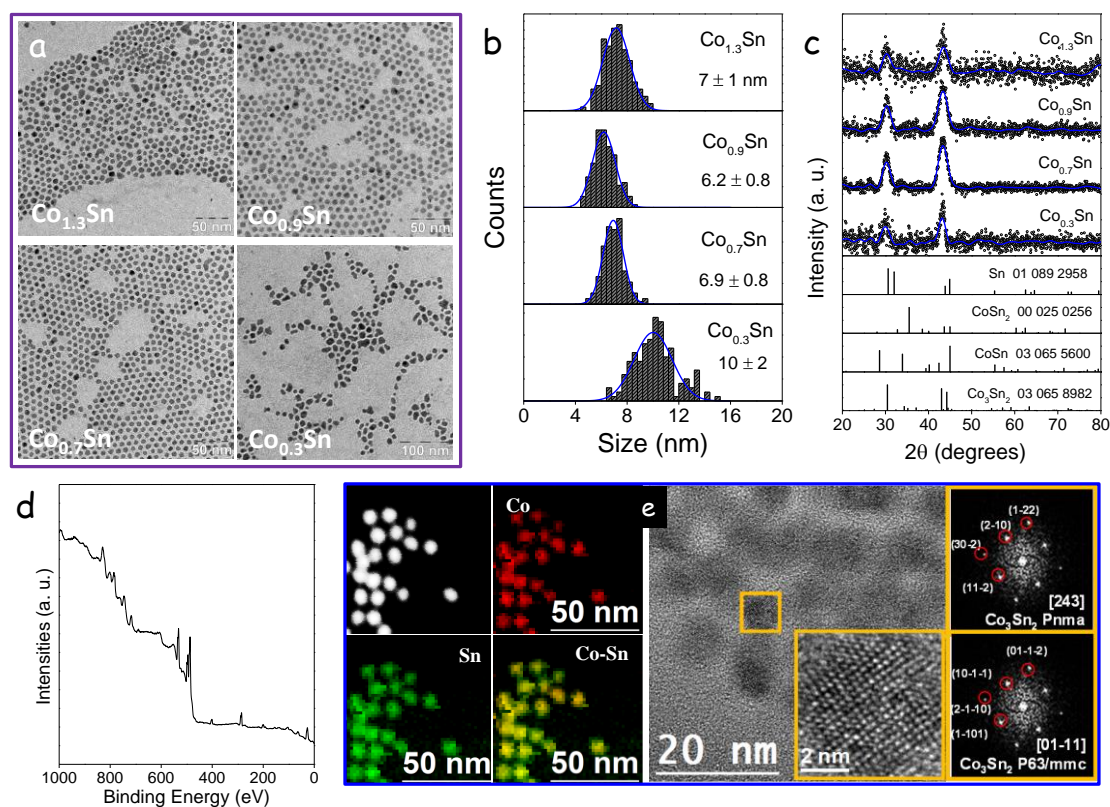 a
Co1.3Sn
50 nm
Co0.9Sn
50 nm
Co0.7Sn
50 nm
Co0.3Sn
100 nm
b
Co1.3Sn
7 ± 1 nm
Co0.9Sn
6.2 ± 0.8
Co0.7Sn
6.9 ± 0.8
Co0.3Sn
10 ± 2
Counts
0 4 8 12 16 20
Size (nm)
c
Co1.3Sn
Co0.9Sn
Co0.7Sn
Co0.3Sn
Sn 01 089 2958
CoSn2 00 025 0256
CoSn 03 065 5600
Co3Sn2 03 065 8982
Intensity (a. u.)
20 30 40 50 60 70 80
2θ (degrees)
d
Intensities (a. u.)
1000 800 600 400 200 0
Binding Energy (eV)
Co
50 nm
Sn
50 nm
Co-Sn
50 nm
e
20 nm
2 nm
(1-22)
(2-10)
(30-2)
(11-2)
[243]
Co3Sn2 Pnma
(01-1-2)
(10-1-1)
(2-1-10)
(1-101)
[01-11]
Co3Sn2 P63/mmc